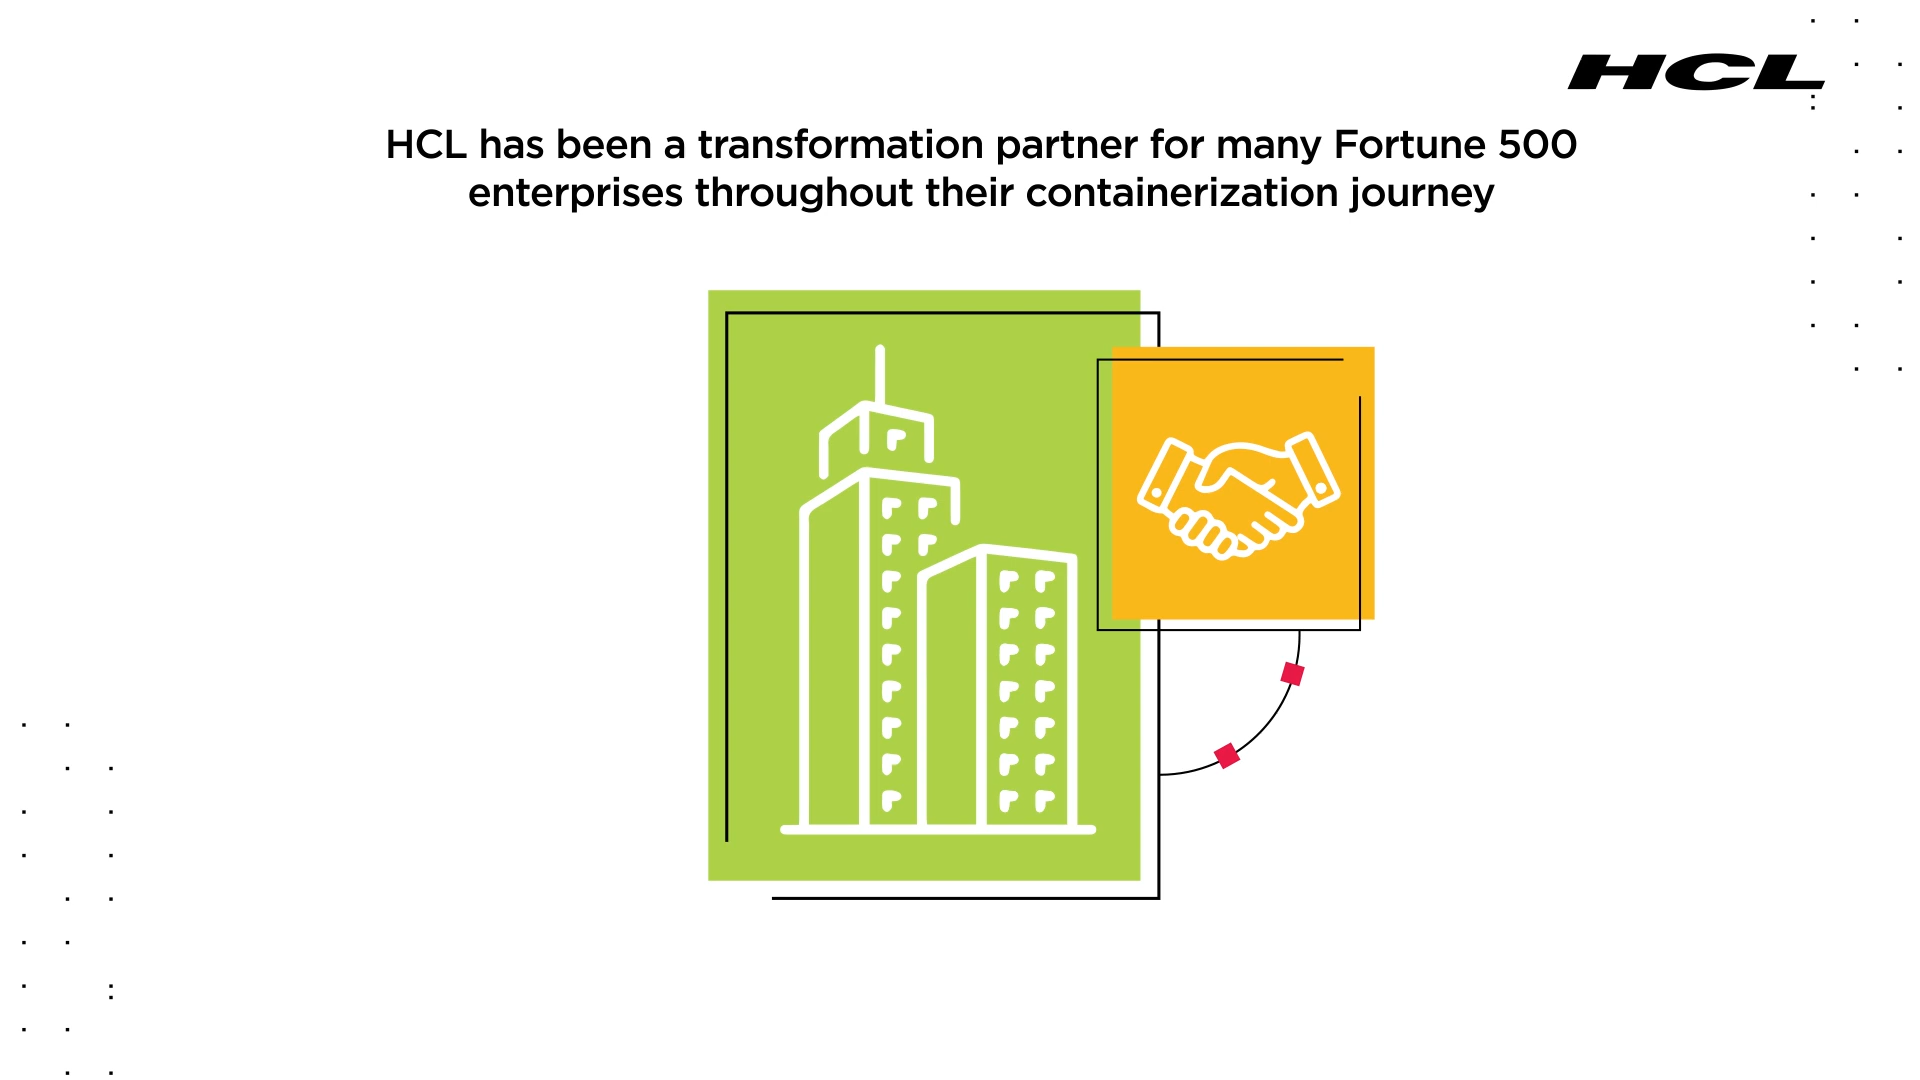 HCL
HCL has been a transformation partner for many Fortune 500
enterprises throughout their containerization journey